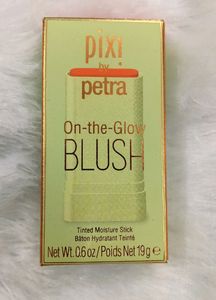 pixi
by
petra
On-the-Glow
BLUSH
Tinted Moisture Stick
Bâton Hydratant Teinté
Net Wt. 0.6 oz/Poids Net 19g e